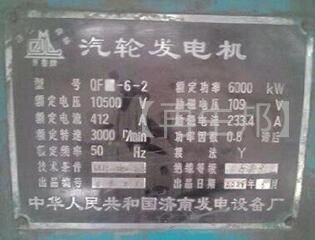 汽轮发电机
型号 QF -6-2 额定功率 6000 kW
额定电压 10500 V 励磁电压 109 V
额定电流 412 励磁电流 233.4 A
额定转速 3000 r/min 功率因数 0.8 滞后
额定频率 50 Hz 接法 Y
技术条件 绝缘等级
出品编号 出品日期
中华人民共和国济南发电设备厂